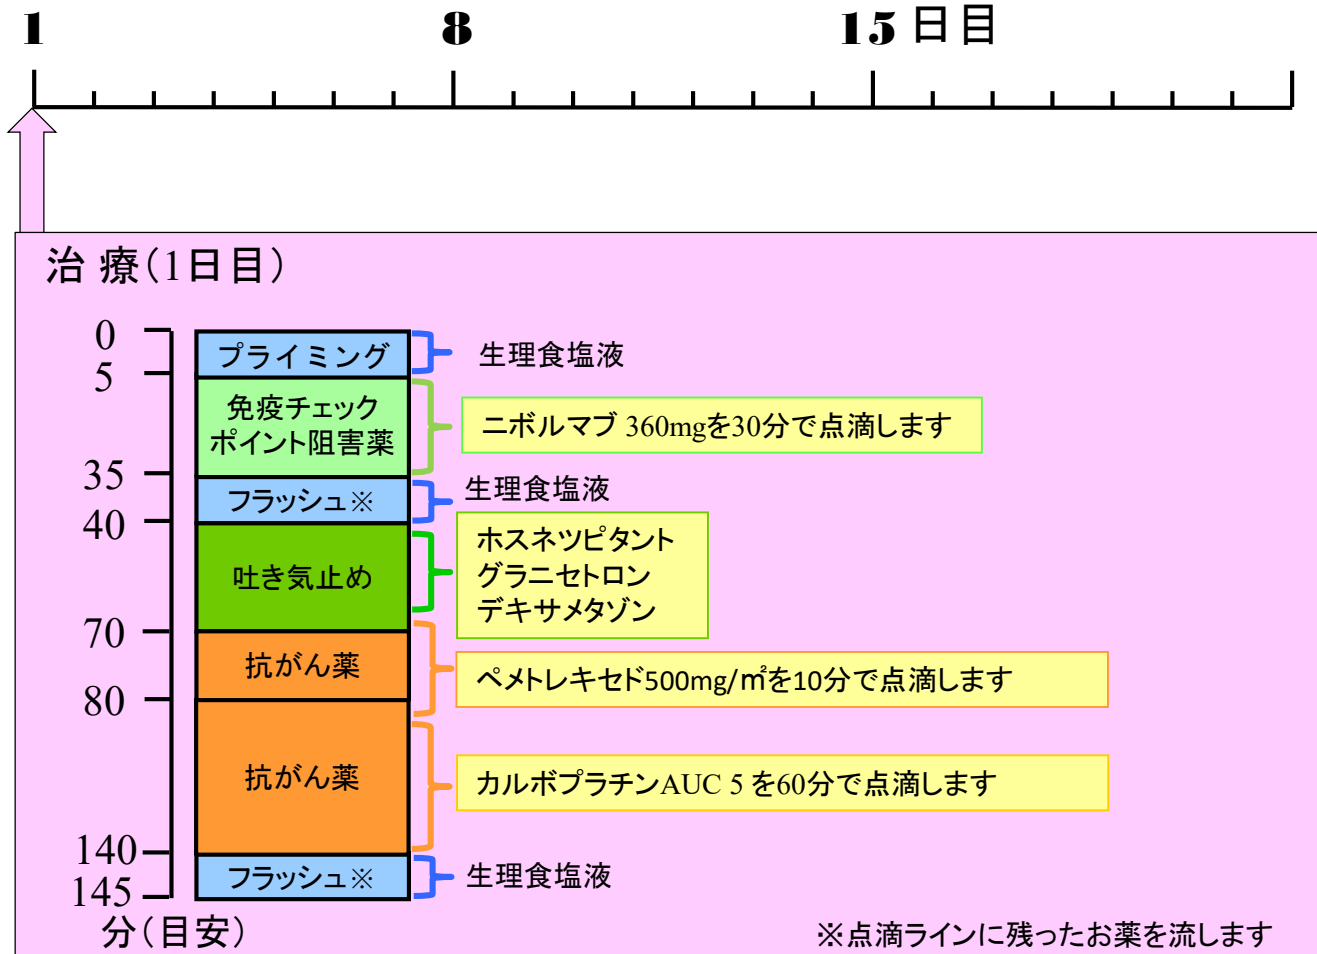 1 8 15 日目
治 療(1日目)
0
プライミング
生理食塩液
5
免疫チェック
ポイント阻害薬
ニボルマブ 360mgを30分で点滴します
35
フラッシュ※
生理食塩液
40
吐き気止め
ホスネツピタント
グラニセトロン
デキサメタゾン
70
抗がん薬
ペメトレキセド500mg/㎡を10分で点滴します
80
抗がん薬
カルボプラチンAUC 5 を60分で点滴します
140
フラッシュ※
生理食塩液
145
分(目安)
※点滴ラインに残ったお薬を流します